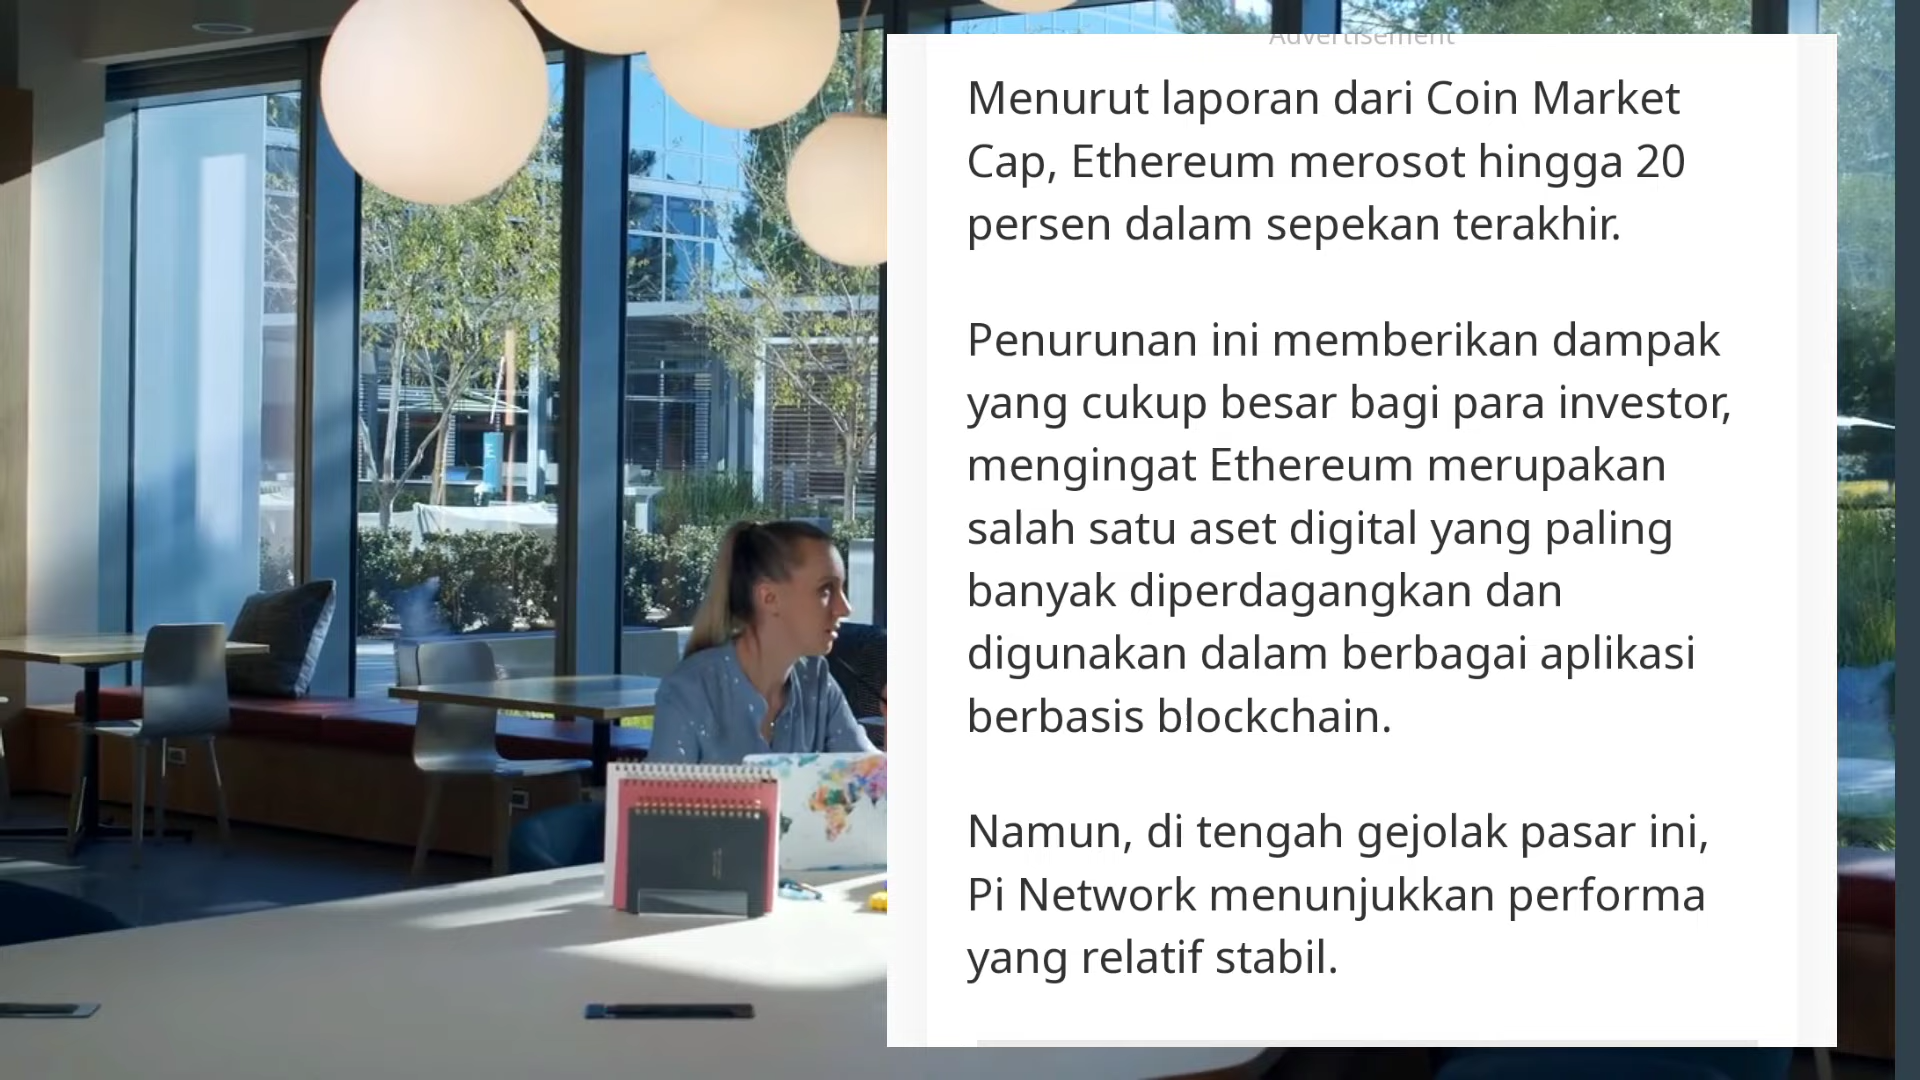 Advertisement
Menurut laporan dari Coin Market
Cap, Ethereum merosot hingga 20
persen dalam sepekan terakhir.
Penurunan ini memberikan dampak
yang cukup besar bagi para investor,
mengingat Ethereum merupakan
salah satu aset digital yang paling
banyak diperdagangkan dan
digunakan dalam berbagai aplikasi
berbasis blockchain.
Namun, di tengah gejolak pasar ini,
Pi Network menunjukkan performa
yang relatif stabil.